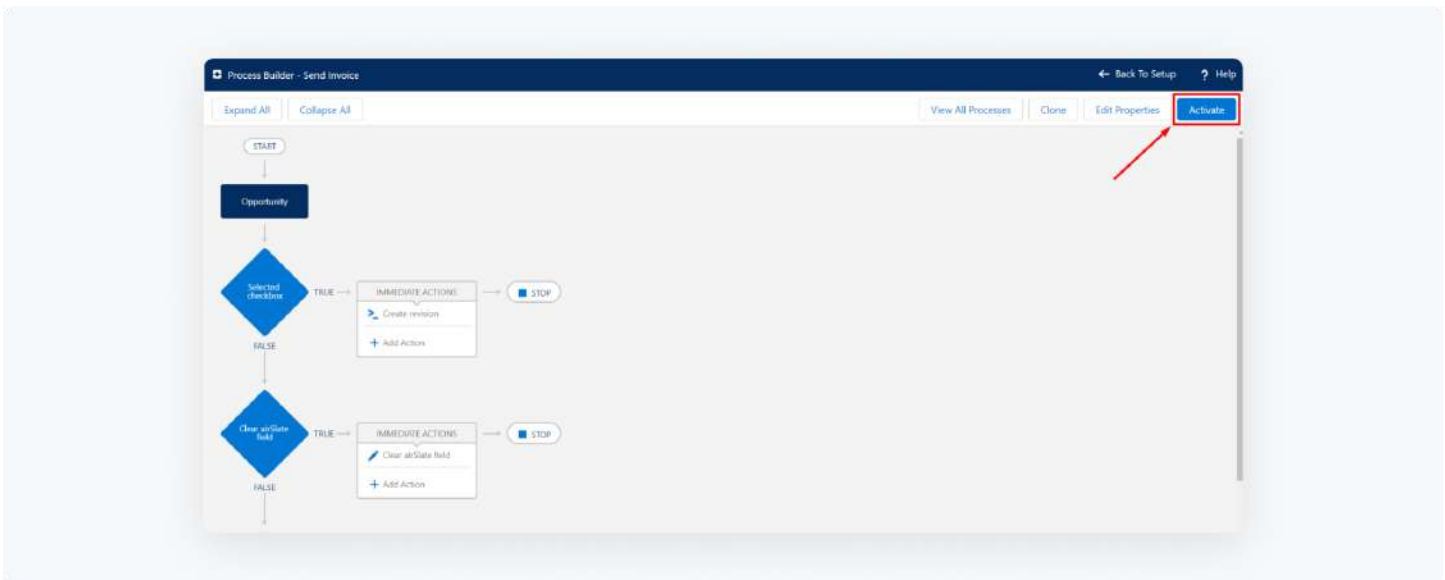 Process Builder - Send Invoice
← Back To Setup
? Help
Expand All
Collapse All
View All Processes
Clone
Edit Properties
Activate
START
Opportunity
Selected
checkbox
TRUE
IMMEDIATE ACTIONS
STOP
Create revision
+ Add Action
FALSE
Clear airSlate
field
TRUE
IMMEDIATE ACTIONS
STOP
Clear airSlate field
+ Add Action
FALSE